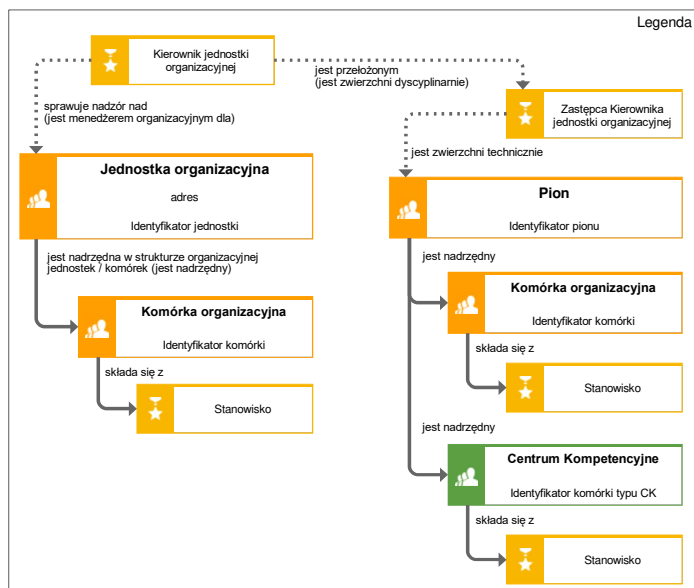 Legenda
Kierownik jednostki
organizacyjnej
jest przełożonym
(jest zwierzchni dyscyplinarnie)
sprawuje nadzór nad
(jest menedżerem organizacyjnym dla)
Zastępca Kierownika
jednostki organizacyjnej
jest zwierzchni technicznie
Jednostka organizacyjna
adres
Identyfikator jednostki
Pion
Identyfikator pionu
jest nadrzędna w strukturze organizacyjnej
jednostek / komórek (jest nadrzędny)
jest nadrzędny
Komórka organizacyjna
Identyfikator komórki
Komórka organizacyjna
Identyfikator komórki
składa się z
składa się z
Stanowisko
Stanowisko
jest nadrzędny
Centrum Kompetencyjne
Identyfikator komórki typu CK
składa się z
Stanowisko